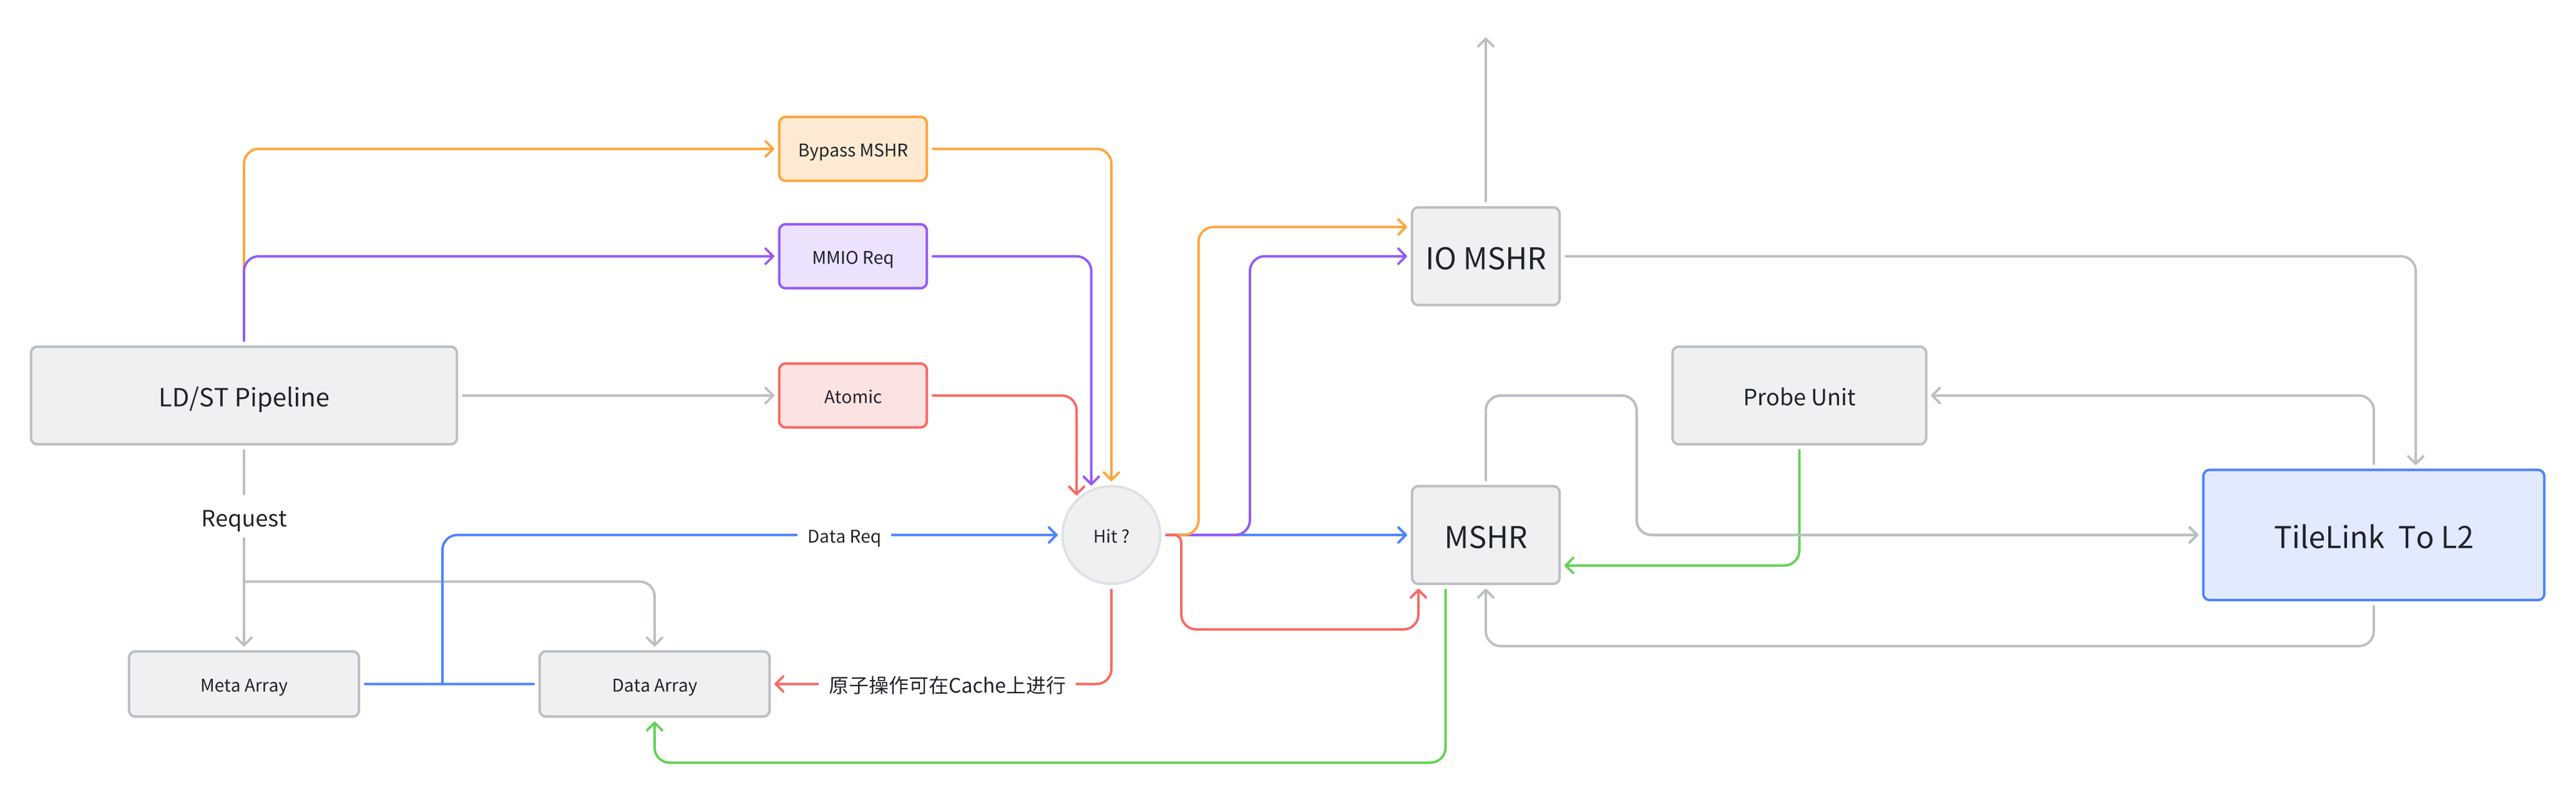 Bypass MSHR
MMIO Req
IO MSHR
LD/ST Pipeline
Atomic
Probe Unit
Request
Data Req
Hit ?
MSHR
TileLink To L2
Meta Array
Data Array
原子操作可在Cache上进行